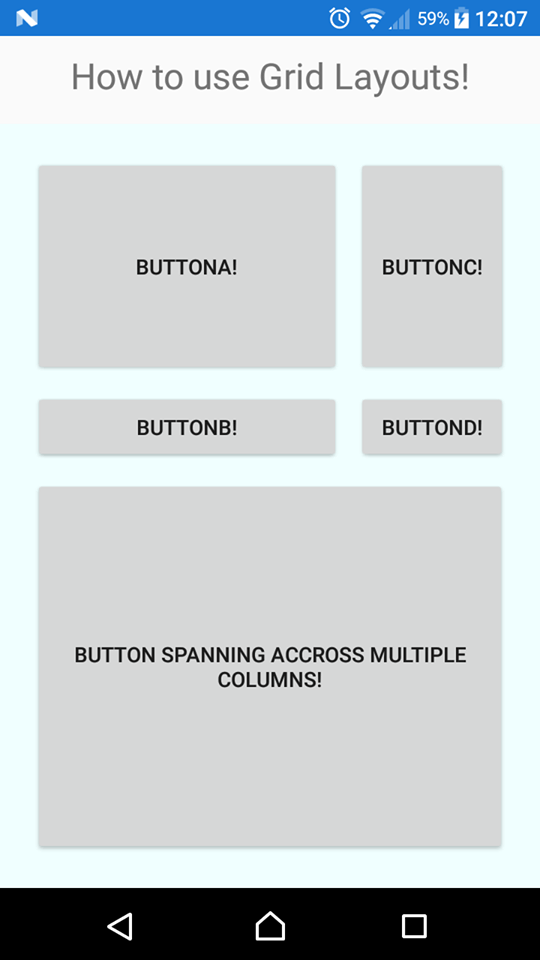 59% 12:07
How to use Grid Layouts!
BUTTONA! BUTTONC!
BUTTONB! BUTTOND!
BUTTON SPANNING ACCROSS MULTIPLE
COLUMNS!